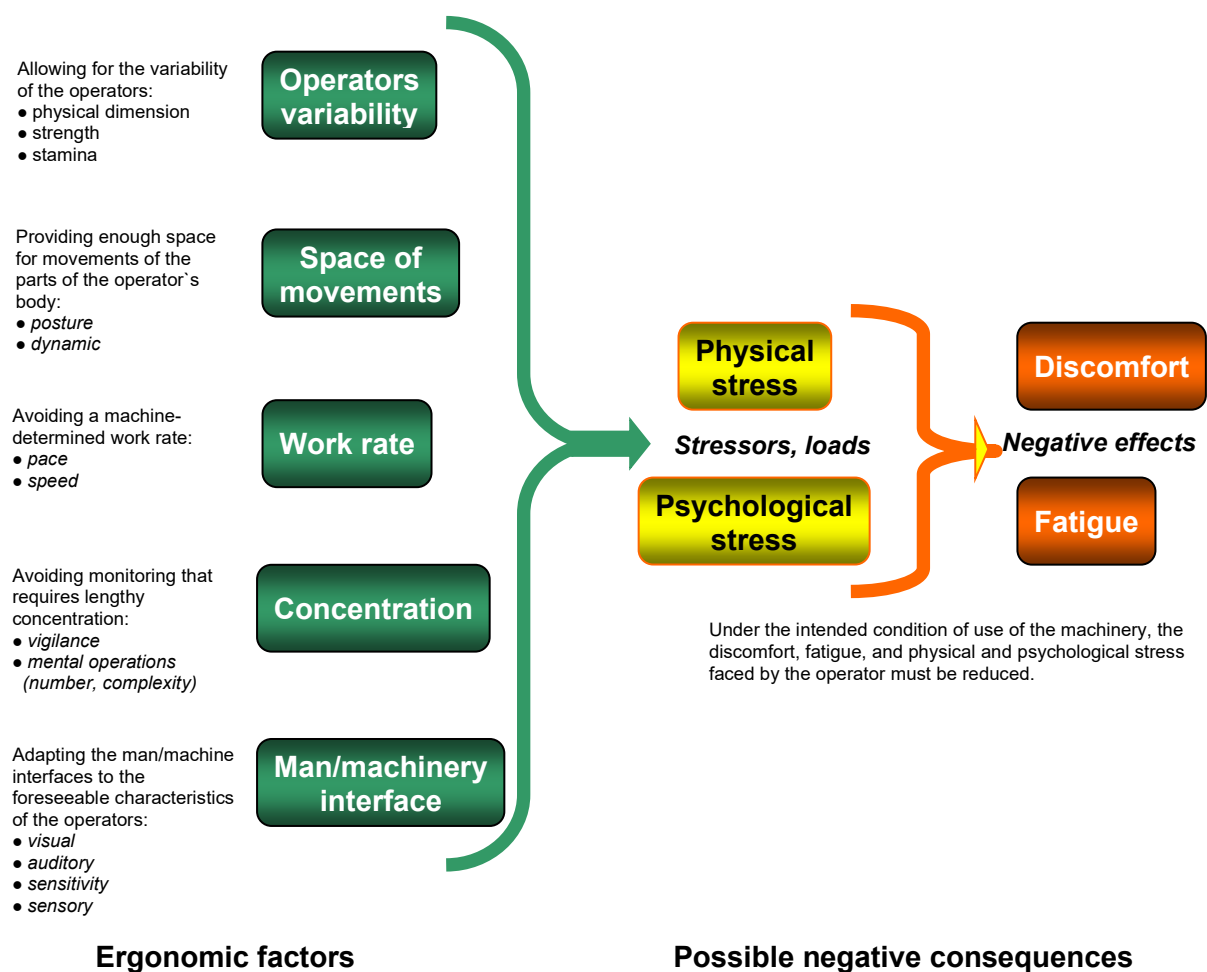 Allowing for the variability
of the operators:
● physical dimension
● strength
● stamina
Operators
variability
Providing enough space
for movements of the
parts of the operator`s
body:
● posture
● dynamic
Space of
movements
Avoiding a machine-
determined work rate:
● pace
● speed
Work rate
Avoiding monitoring that
requires lengthy
concentration:
● vigilance
● mental operations
(number, complexity)
Concentration
Adapting the man/machine
interfaces to the
foreseeable characteristics
of the operators:
● visual
● auditory
● sensitivity
● sensory
Man/machinery
interface
Physical
stress
Stressors, loads
Psychological
stress
Discomfort
Negative effects
Fatigue
Under the intended condition of use of the machinery, the
discomfort, fatigue, and physical and psychological stress
faced by the operator must be reduced.
Ergonomic factors
Possible negative consequences